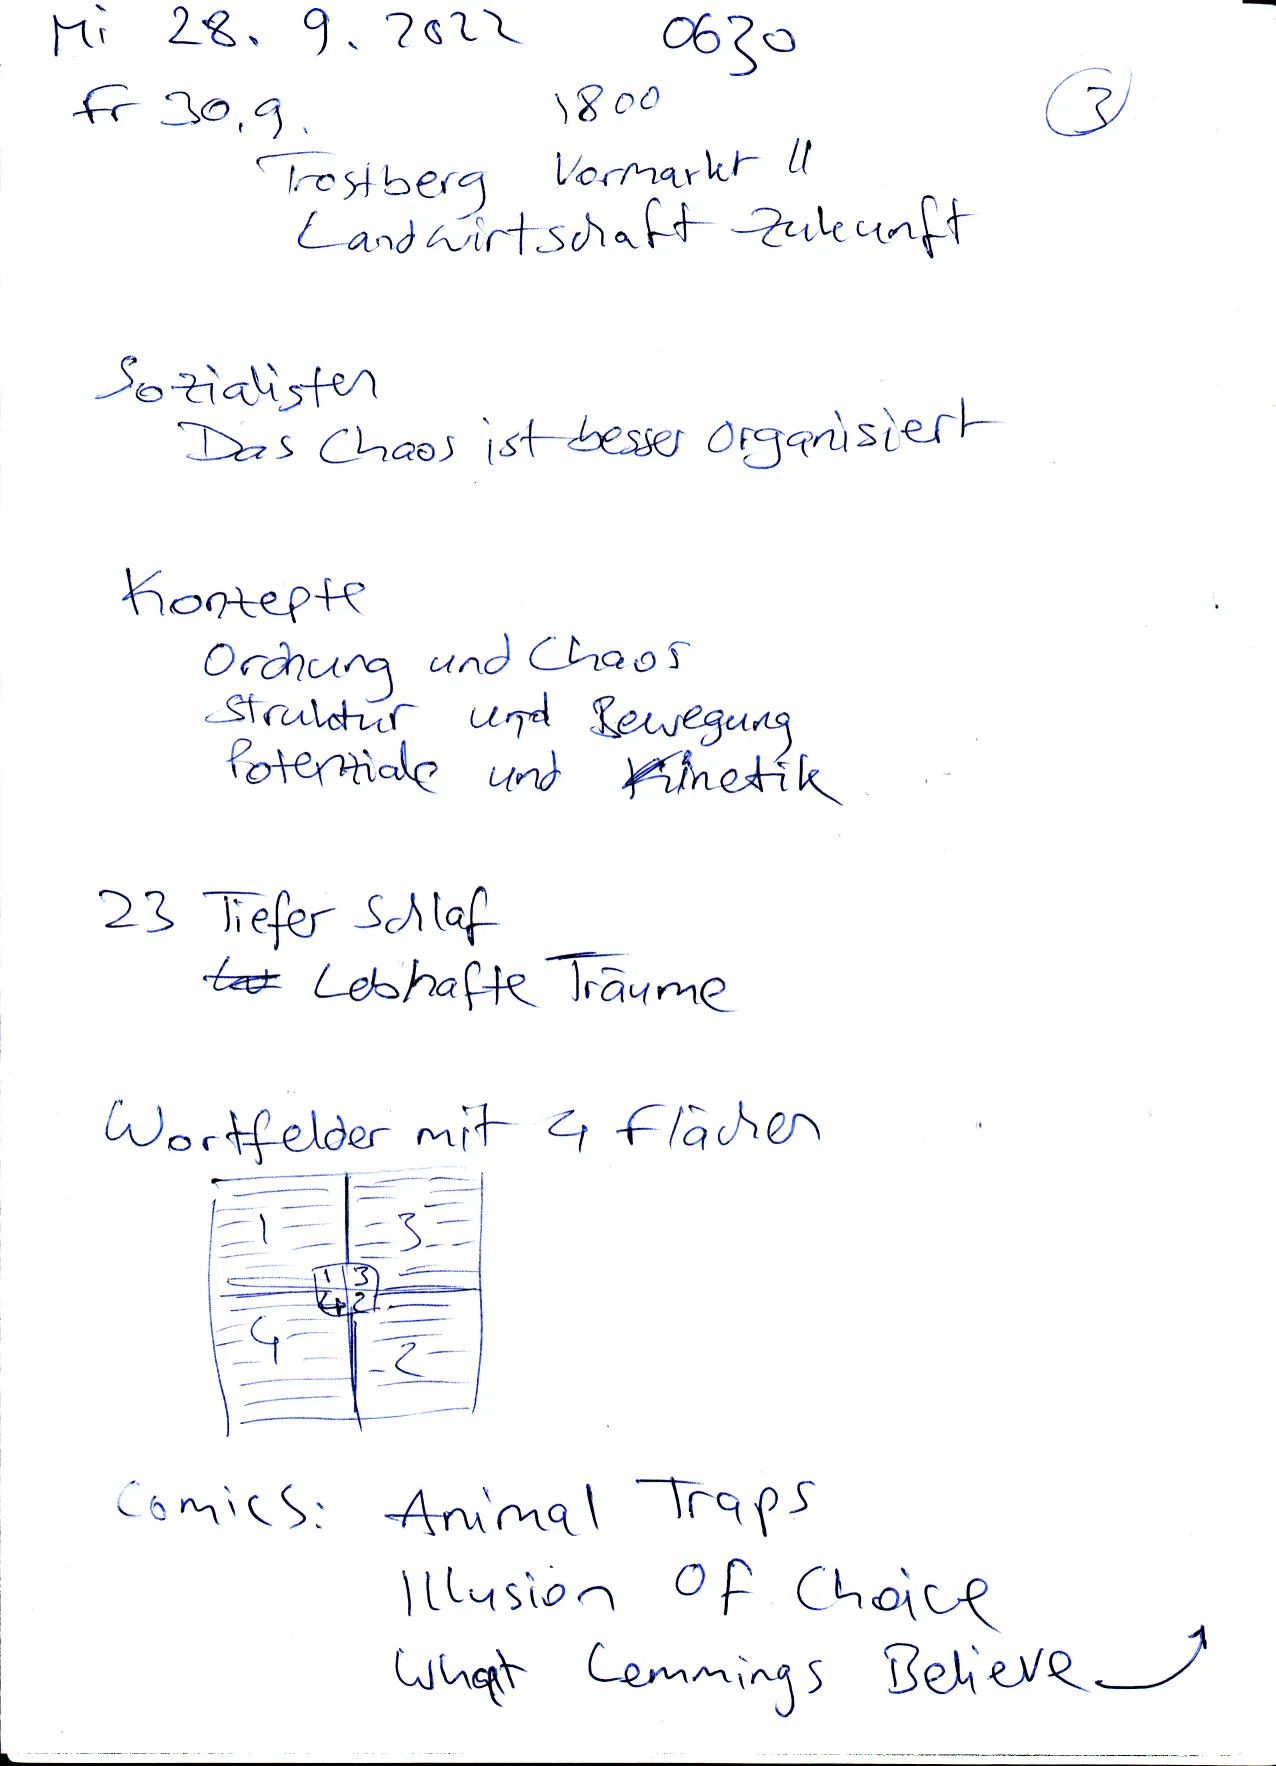 Mi 28. 9. 2022 0630
Fr 30.9. 1800 3
Trostberg Vormarkt 11
Landwirtschaft Zukunft
Sozialisten
Das Chaos ist besser organisiert
Konzepte
Ordnung und Chaos
Struktur und Bewegung
Potentiale und Kinetik
23 Tiefer Schlaf
Lebhafte Träume
Wortfelder mit 4 Flächen
1 3
1 3
4 2
4 2
Comics: Animal Traps
Illusion Of Choice
What Lemmings Believe